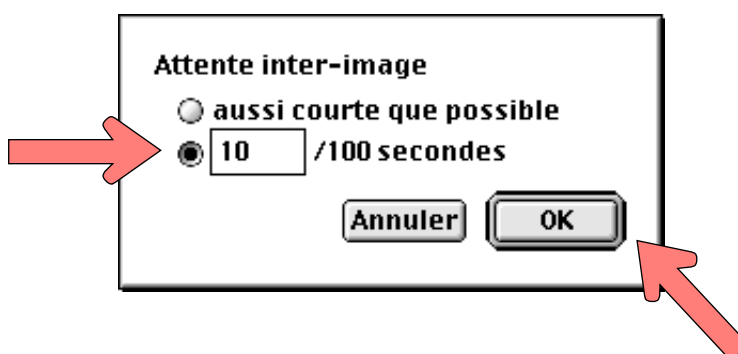 Attente inter-image
aussi courte que possible
10 /100 secondes
Annuler OK